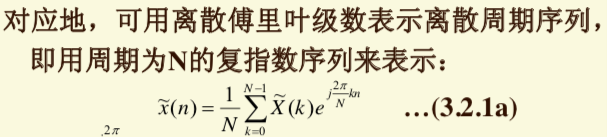 对应地，可用离散傅里叶级数表示离散周期序列，
即用周期为N的复指数序列来表示：
x̃(n) = 1/N ∑_{k=0}^{N−1} X̃(k)e^{j(2π/N)kn} …(3.2.1a)
.2π